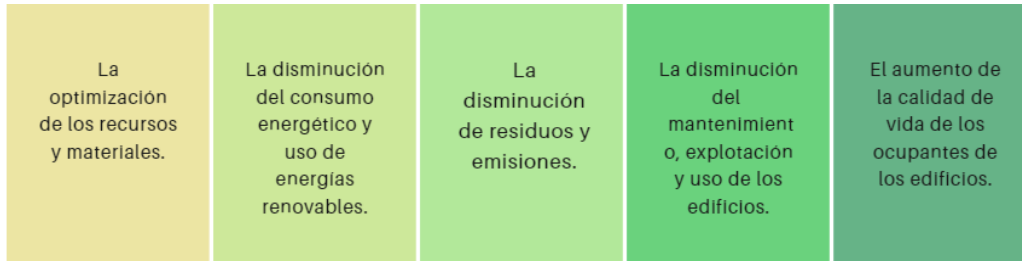 La
optimización
de los recursos
y materiales.
La disminución
del consumo
energético y
uso de
energías
renovables.
La
disminución
de residuos y
emisiones.
La disminución
del
mantenimient
o, explotación
y uso de los
edificios.
El aumento de
la calidad de
vida de los
ocupantes de
los edificios.